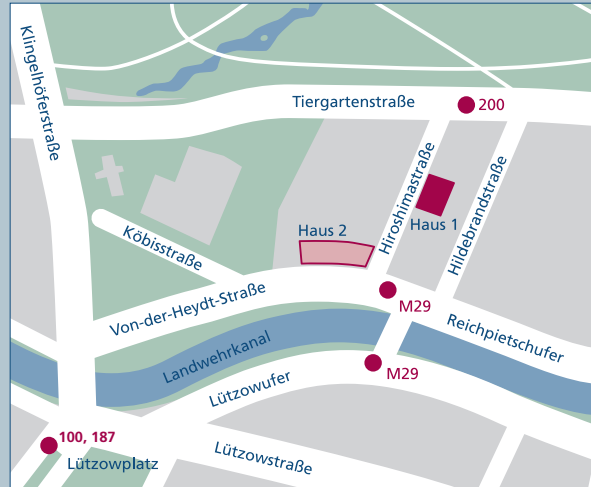 Klingelhöferstraße
Tiergartenstraße
200
Hiroshimastraße
Hildebrandstraße
Haus 1
Haus 2
Köbisstraße
Von-der-Heydt-Straße
M29
Reichpietschufer
Landwehrkanal
M29
Lützowufer
100, 187
Lützowplatz
Lützowstraße